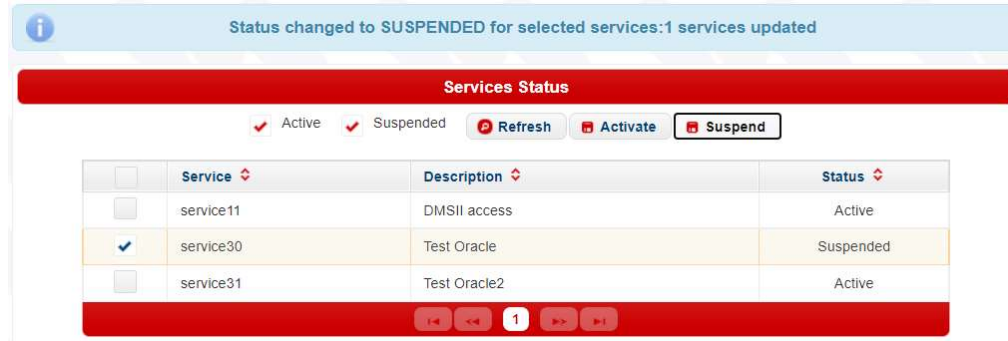 Status changed to SUSPENDED for selected services:1 services updated
Services Status
Active Suspended Refresh Activate Suspend
Service Description Status
service11 DMSII access Active
service30 Test Oracle Suspended
service31 Test Oracle2 Active
1